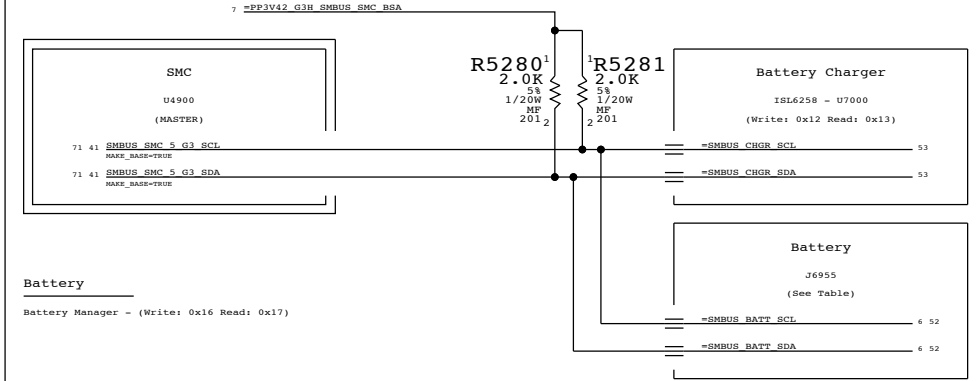 7 =PP3V42_G3H_SMBUS_SMC_BSA
SMC
U4900
(MASTER)
71 41 SMBUS_SMC_5_G3_SCL
MAKE_BASE=TRUE
71 41 SMBUS_SMC_5_G3_SDA
MAKE_BASE=TRUE
R5280 1
2.0K
5%
1/20W
MF
201 2
1 R5281
2.0K
5%
1/20W
MF
2 201
Battery Charger
ISL6258 - U7000
(Write: 0x12 Read: 0x13)
=SMBUS_CHGR_SCL 53
=SMBUS_CHGR_SDA 53
Battery
J6955
(See Table)
=SMBUS_BATT_SCL 6 52
=SMBUS_BATT_SDA 6 52
Battery
Battery Manager - (Write: 0x16 Read: 0x17)